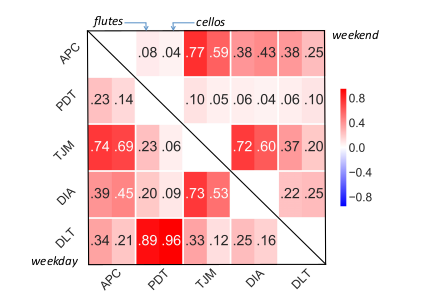 flutes cellos
weekend
APC .08 .04 .77 .59 .38 .43 .38 .25
PDT .23 .14 .10 .05 .06 .04 .06 .10
TJM .74 .69 .23 .06 .72 .60 .37 .20
DIA .39 .45 .20 .09 .73 .53 .22 .25
DLT .34 .21 .89 .96 .33 .12 .25 .16
weekday
APC PDT TJM DIA DLT
0.8
0.4
0.0
−0.4
−0.8